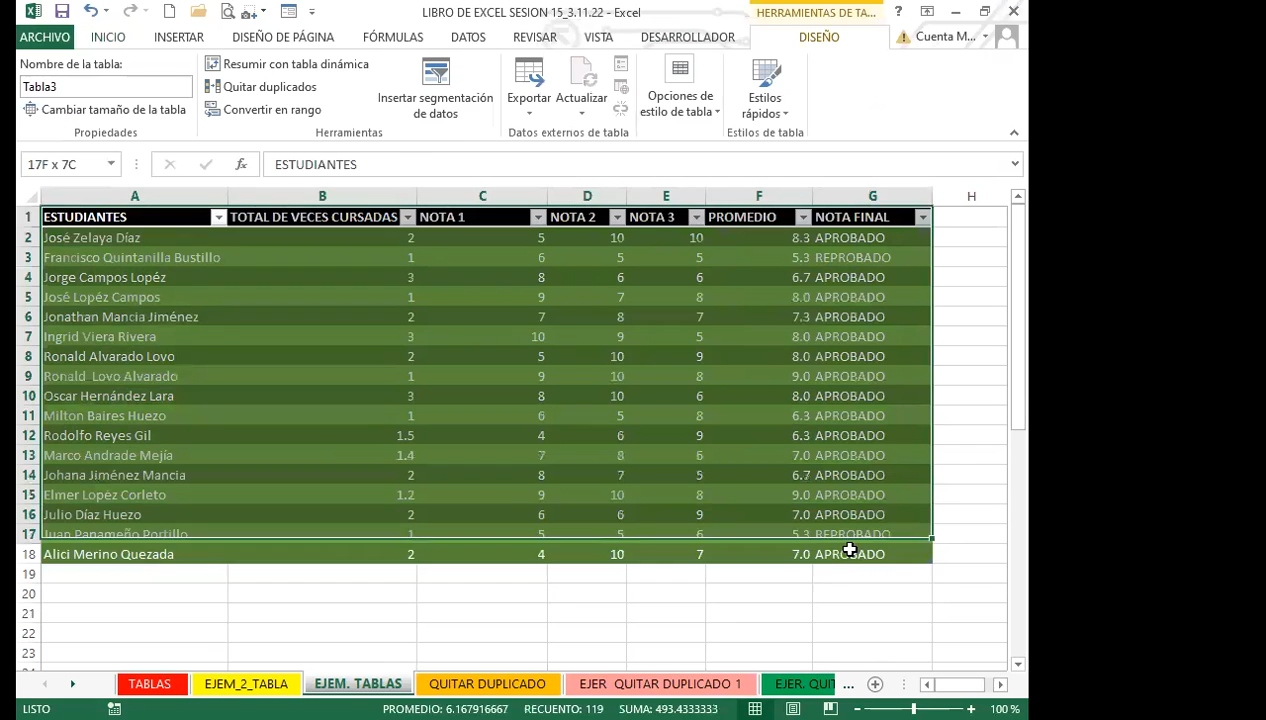 LIBRO DE EXCEL SESION 15_3.11.22 - Excel
HERRAMIENTAS DE TA...
?
ARCHIVO INICIO INSERTAR DISEÑO DE PÁGINA FÓRMULAS DATOS REVISAR VISTA DESARROLLADOR DISEÑO Cuenta M...
Nombre de la tabla:
Tabla3
Cambiar tamaño de la tabla
Propiedades
Resumir con tabla dinámica
Quitar duplicados
Convertir en rango
Insertar segmentación
de datos
Herramientas
Exportar Actualizar
Datos externos de tabla
Opciones de
estilo de tabla
Estilos
rápidos
Estilos de tabla
17F x 7C fx ESTUDIANTES
A B C D E F G H
1 ESTUDIANTES TOTAL DE VECES CURSADAS NOTA 1 NOTA 2 NOTA 3 PROMEDIO NOTA FINAL
2 José Zelaya Díaz 2 5 10 10 8.3 APROBADO
3 Francisco Quintanilla Bustillo 1 6 5 5 5.3 REPROBADO
4 Jorge Campos Lopéz 3 8 6 6 6.7 APROBADO
5 José Lopéz Campos 1 9 7 8 8.0 APROBADO
6 Jonathan Mancia Jiménez 2 7 8 7 7.3 APROBADO
7 Ingrid Viera Rivera 3 10 9 5 8.0 APROBADO
8 Ronald Alvarado Lovo 2 5 10 9 8.0 APROBADO
9 Ronald Lovo Alvarado 1 9 10 8 9.0 APROBADO
10 Oscar Hernández Lara 3 8 10 6 8.0 APROBADO
11 Milton Baires Huezo 1 6 5 8 6.3 APROBADO
12 Rodolfo Reyes Gil 1.5 4 6 9 6.3 APROBADO
13 Marco Andrade Mejía 1.4 7 8 6 7.0 APROBADO
14 Johana Jiménez Mancia 2 8 7 5 6.7 APROBADO
15 Elmer Lopéz Corleto 1.2 9 10 8 9.0 APROBADO
16 Julio Díaz Huezo 2 6 6 9 7.0 APROBADO
17 Juan Panameño Portillo 1 5 5 6 5.3 REPROBADO
18 Alici Merino Quezada 2 4 10 7 7.0 APROBADO
19
20
21
22
23
TABLAS EJEM_2_TABLA EJEM. TABLAS QUITAR DUPLICADO EJER QUITAR DUPLICADO 1 EJER. QUIT ...
LISTO PROMEDIO: 6.167916667 RECUENTO: 119 SUMA: 493.4333333 100 %